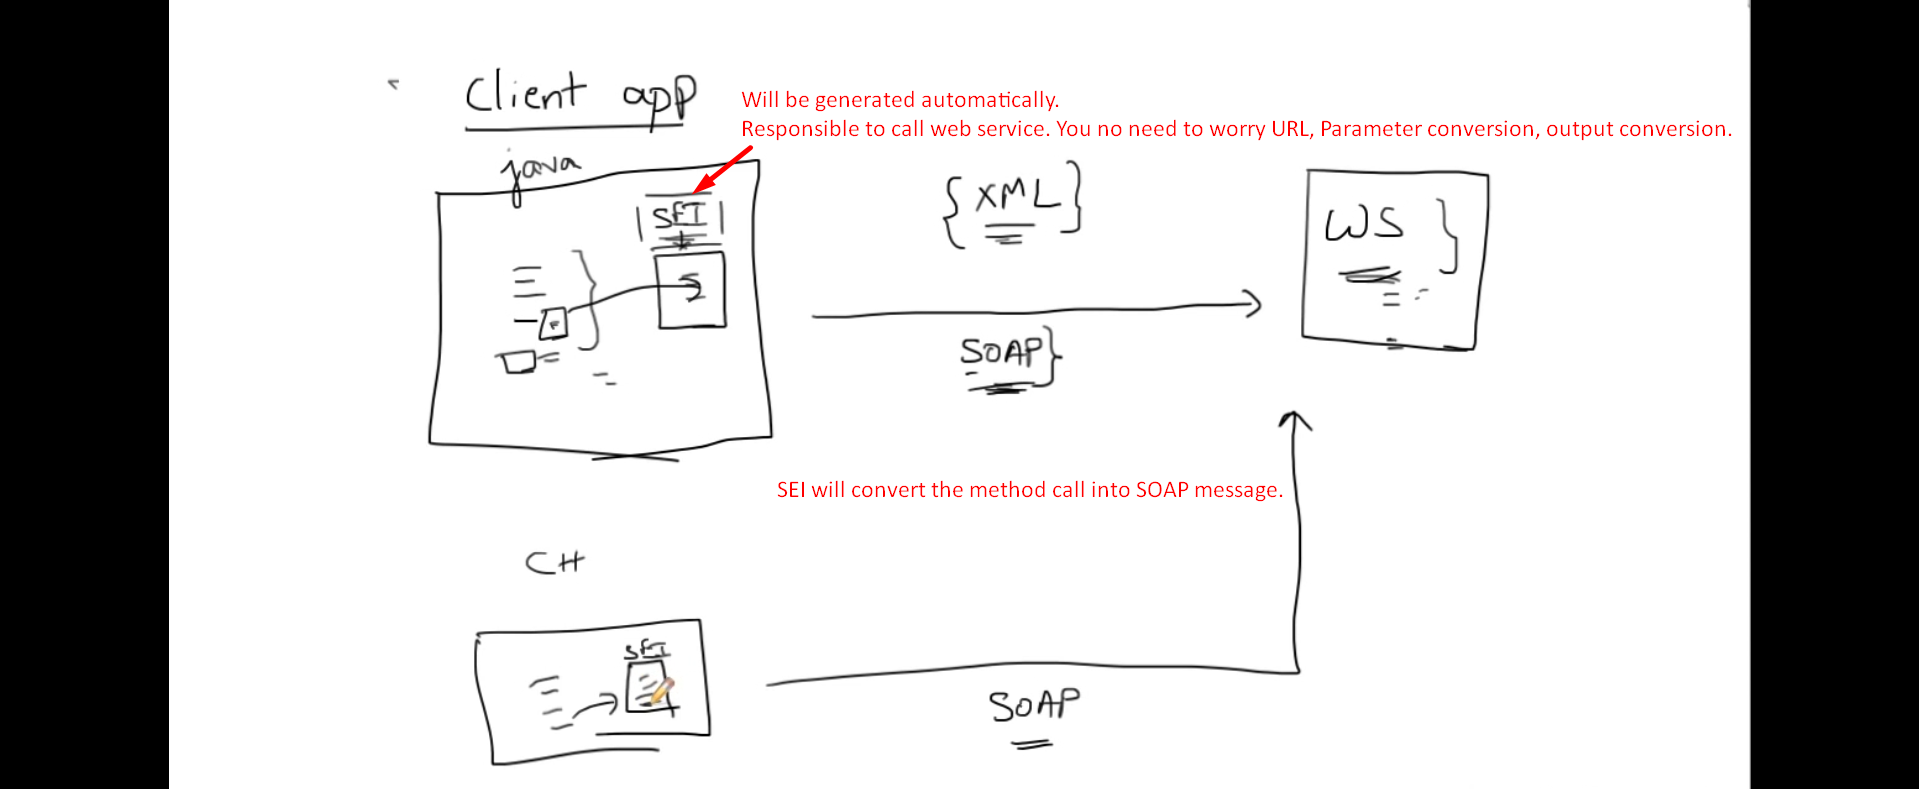 Client app
Will be generated automatically.
Responsible to call web service. You no need to worry URL, Parameter conversion, output conversion.
java
SEI
{XML}
WS }
SOAP}
SEI will convert the method call into SOAP message.
C#
SEI
SOAP